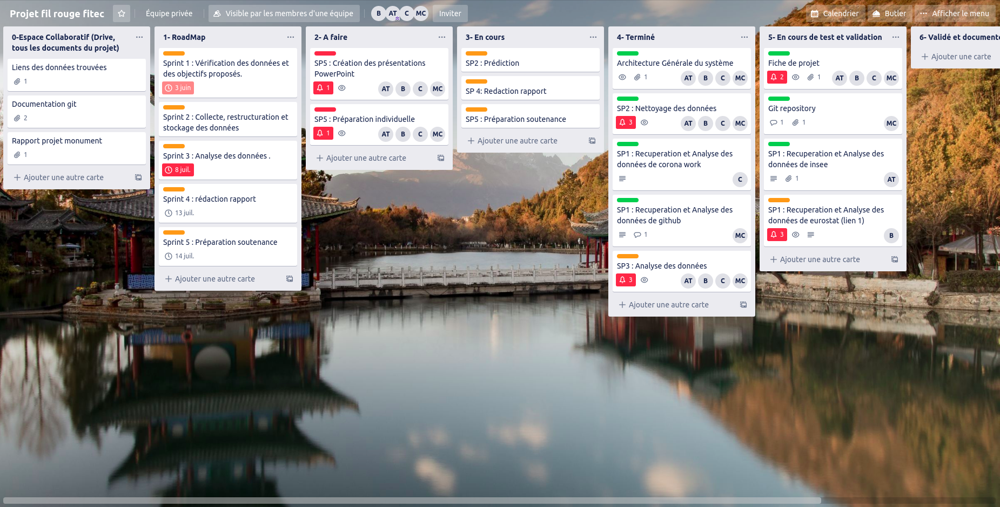 Projet fil rouge fitec
Équipe privée
Visible par les membres d'une équipe
B AT C MC
Inviter
Calendrier
Butler
Afficher le menu
0-Espace Collaboratif (Drive,
tous les documents du projet)
Liens des données trouvées
1
Documentation git
2
Rapport projet monument
1
Ajouter une autre carte
1- RoadMap
Sprint 1 : Vérification des données et
des objectifs proposés.
3 juin
Sprint 2 : Collecte, restructuration et
stockage des données
Sprint 3 : Analyse des données .
8 juil.
Sprint 4 : rédaction rapport
13 juil.
Sprint 5 : Préparation soutenance
14 juil.
Ajouter une autre carte
2- A faire
SP5 : Création des présentations
PowerPoint
1 AT B C MC
SP5 : Préparation individuelle
1 AT B C MC
Ajouter une autre carte
3- En cours
SP2 : Prédiction
SP 4: Redaction rapport
SP5 : Préparation soutenance
Ajouter une autre carte
4- Terminé
Architecture Générale du système
1 AT B C MC
SP2 : Nettoyage des données
3 AT B C MC
SP1 : Recuperation et Analyse des
données de corona work
C
SP1 : Recuperation et Analyse des
données de github
1 MC
SP3 : Analyse des données
3 AT B C MC
Ajouter une autre carte
5- En cours de test et validation
Fiche de projet
2 1 AT B C MC
Git repository
1 1 MC
SP1 : Recuperation et Analyse des
données de insee
1 AT
SP1 : Recuperation et Analyse des
données de eurostat (lien 1)
3 B
Ajouter une autre carte
6- Validé et
Ajouter une carte